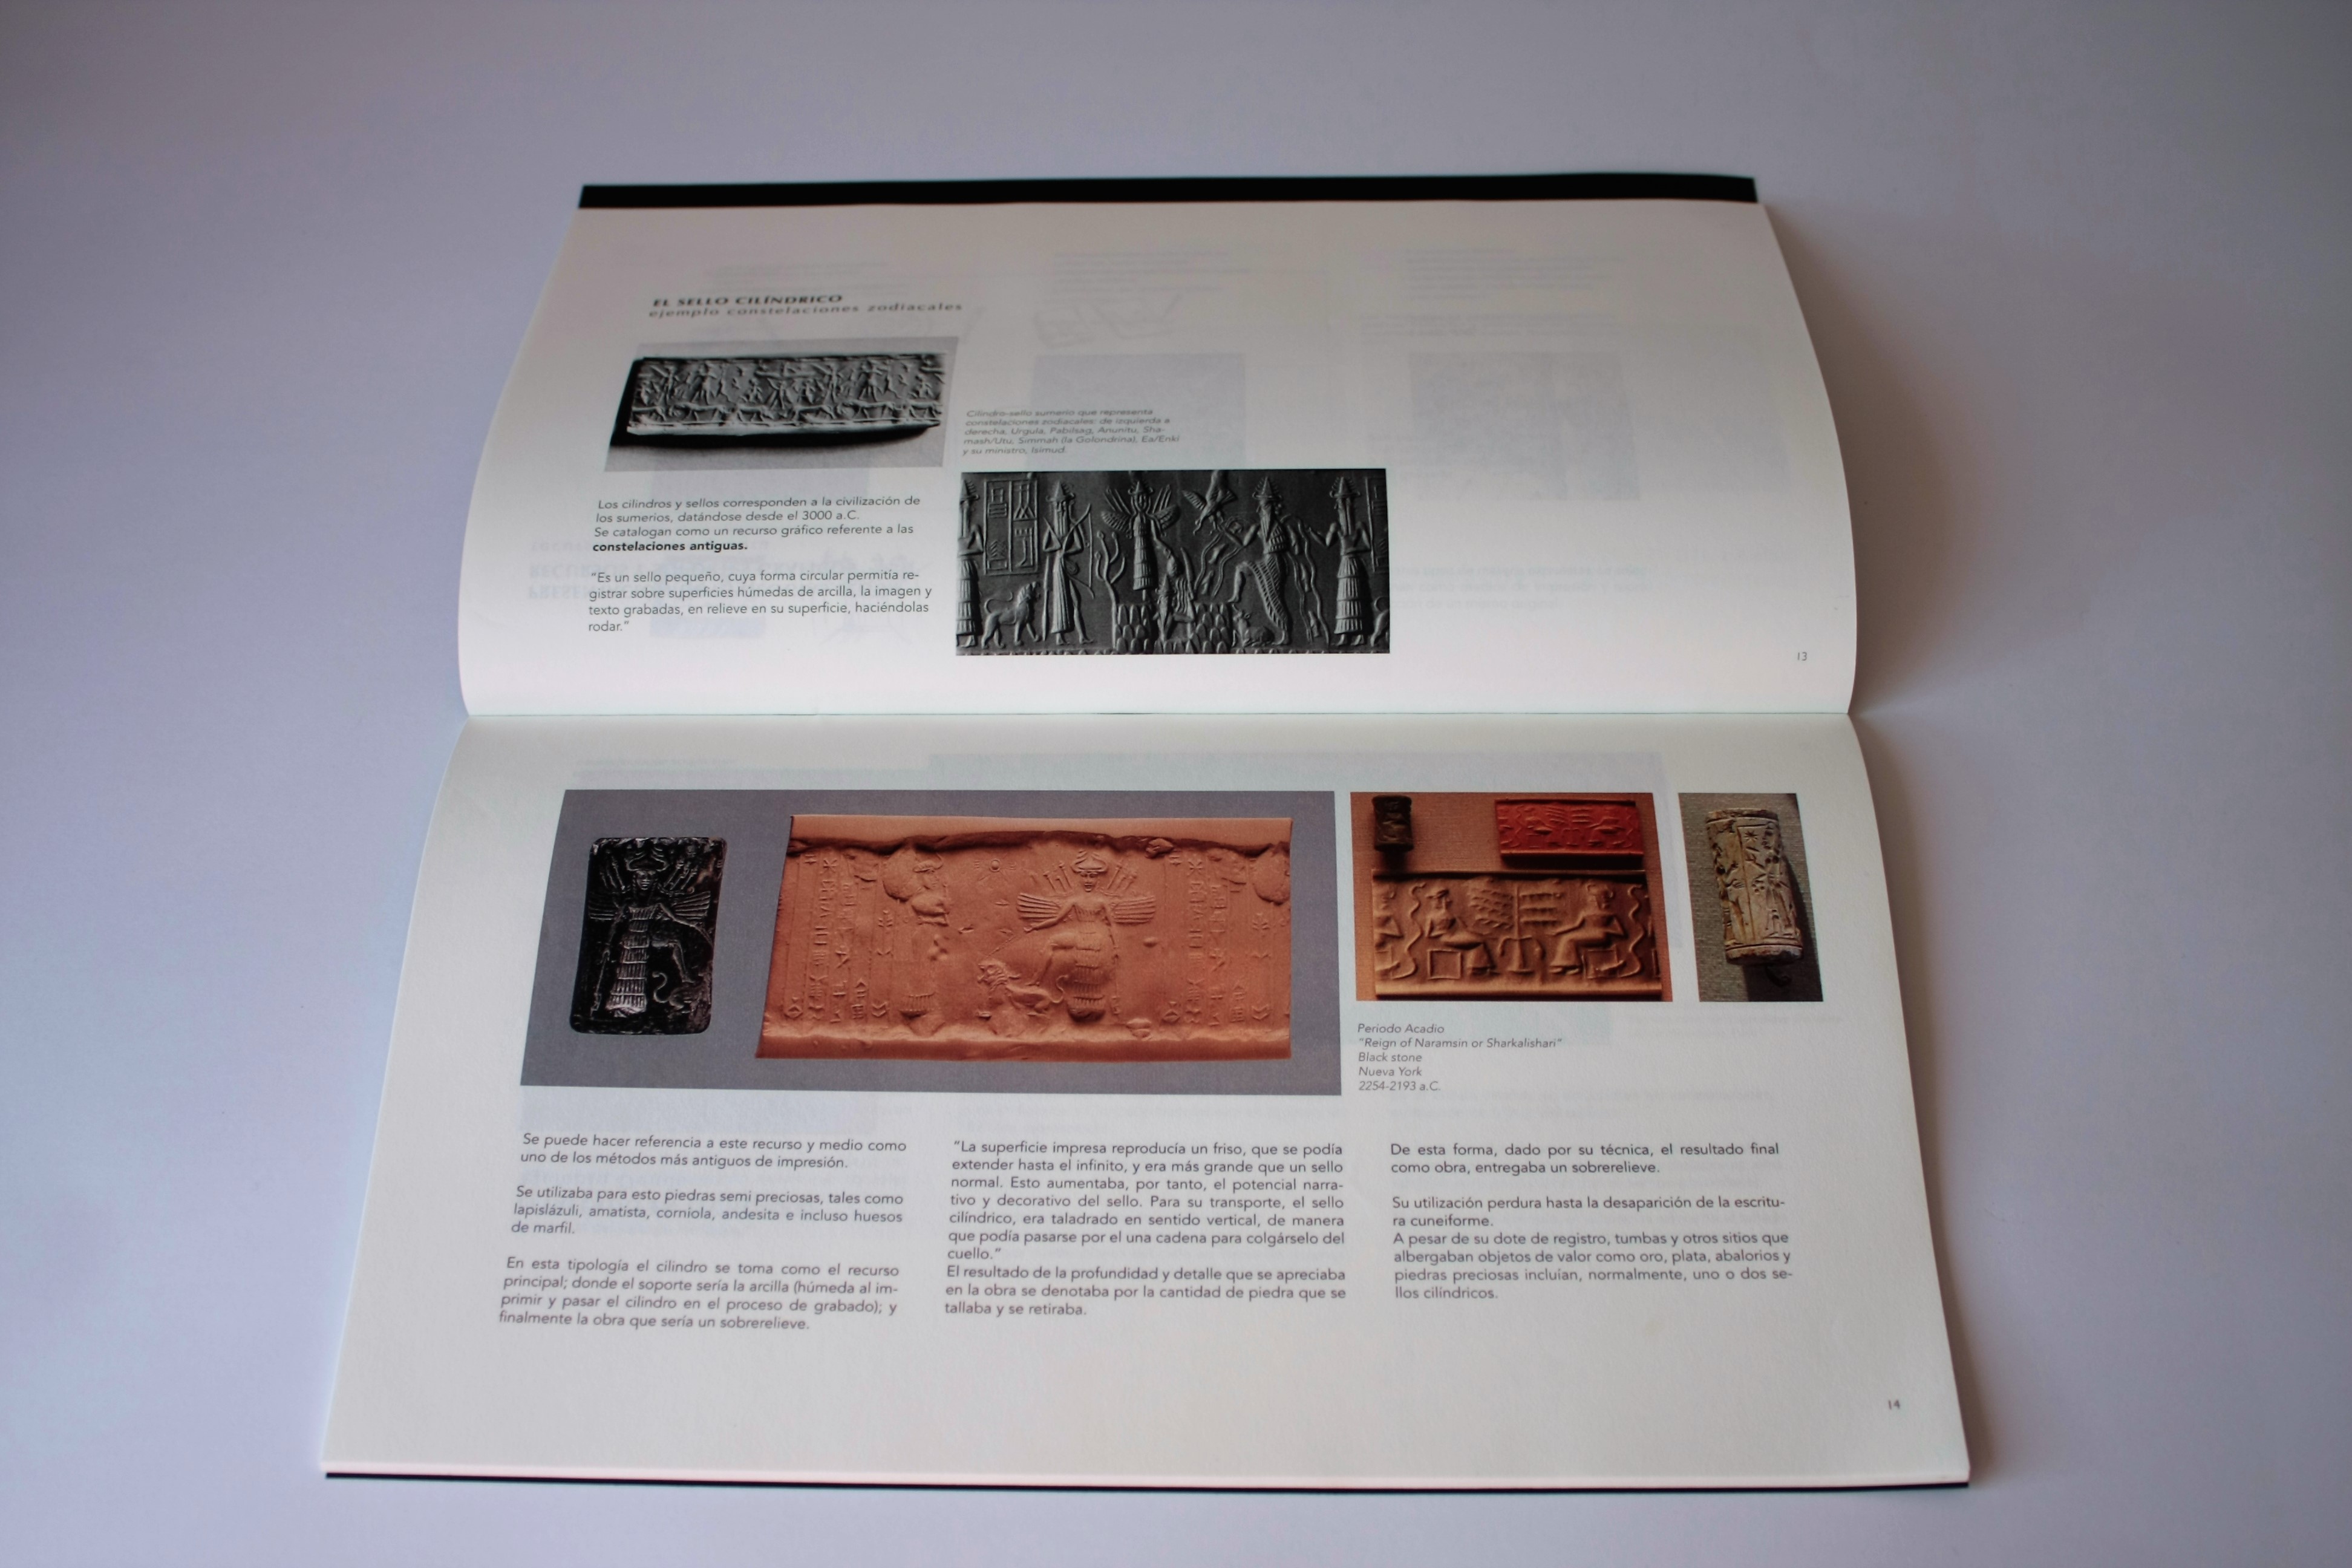 EL SELLO CILÍNDRICO
ejemplo constelaciones zodiacales
Cilindro-sello sumerio que representa
constelaciones zodiacales: de izquierda a
derecha, Urgula, Pabilsag, Anunitu, Sha-
mash/Utu, Simmah (la Golondrina), Ea/Enki
y su ministro, Isimud.
Los cilindros y sellos corresponden a la civilización de
los sumerios, datándose desde el 3000 a.C.
Se catalogan como un recurso gráfico referente a las
constelaciones antiguas.
“Es un sello pequeño, cuya forma circular permitía re-
gistrar sobre superficies húmedas de arcilla, la imagen y
texto grabadas, en relieve en su superficie, haciéndolas
rodar.”
13
Periodo Acadio
“Reign of Naramsin or Sharkalishari”
Black stone
Nueva York
2254-2193 a.C.
Se puede hacer referencia a este recurso y medio como
uno de los métodos más antiguos de impresión.
Se utilizaba para esto piedras semi preciosas, tales como
lapislázuli, amatista, corniola, andesita e incluso huesos
de marfil.
En esta tipología el cilindro se toma como el recurso
principal; donde el soporte sería la arcilla (húmeda al im-
primir y pasar el cilindro en el proceso de grabado); y
finalmente la obra que sería un sobrerelieve.
“La superficie impresa reproducía un friso, que se podía
extender hasta el infinito, y era más grande que un sello
normal. Esto aumentaba, por tanto, el potencial narra-
tivo y decorativo del sello. Para su transporte, el sello
cilíndrico, era taladrado en sentido vertical, de manera
que podía pasarse por el una cadena para colgárselo del
cuello.”
El resultado de la profundidad y detalle que se apreciaba
en la obra se denotaba por la cantidad de piedra que se
tallaba y se retiraba.
De esta forma, dado por su técnica, el resultado final
como obra, entregaba un sobrerelieve.
Su utilización perdura hasta la desaparición de la escritu-
ra cuneiforme.
A pesar de su dote de registro, tumbas y otros sitios que
albergaban objetos de valor como oro, plata, abalorios y
piedras preciosas incluían, normalmente, uno o dos se-
llos cilíndricos.
14